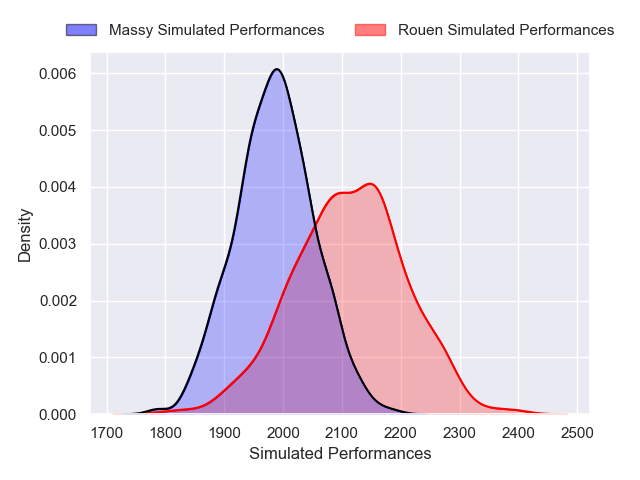 Massy Simulated Performances Rouen Simulated Performances
0.006
0.005
0.004
0.003
0.002
0.001
0.000
Density
1700 1800 1900 2000 2100 2200 2300 2400 2500
Simulated Performances